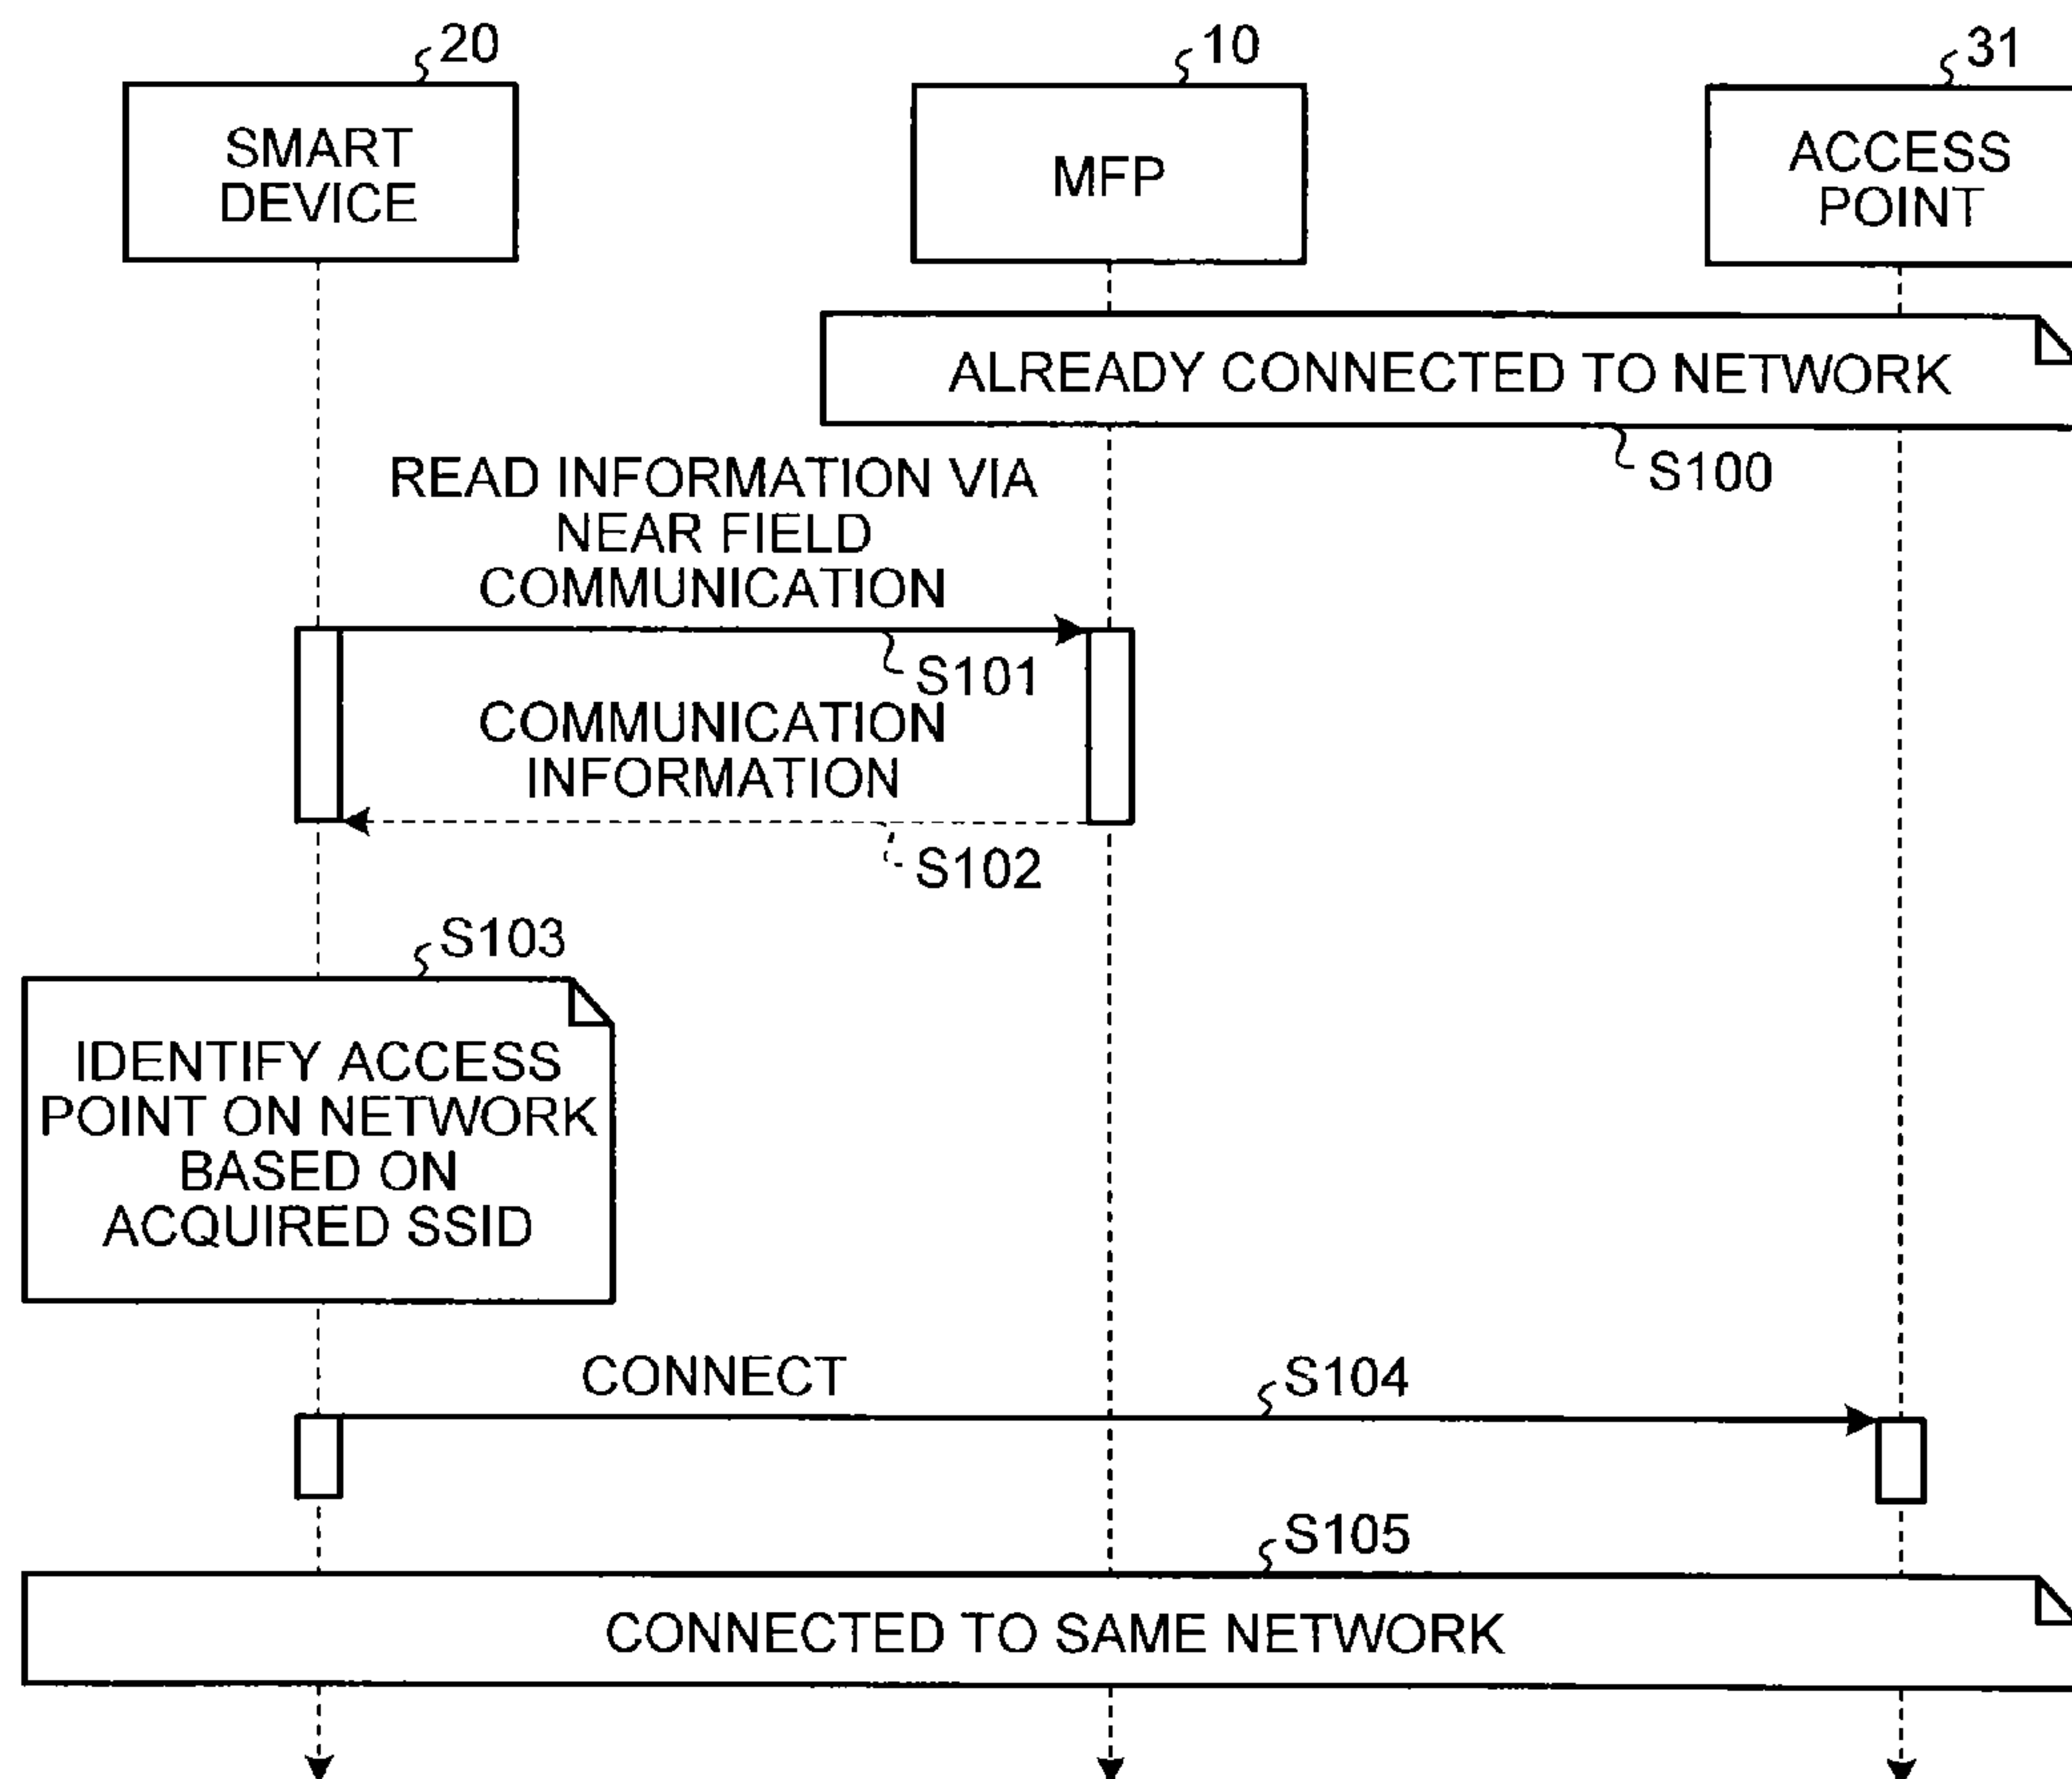 20
10
31
SMART
DEVICE
MFP
ACCESS
POINT
ALREADY CONNECTED TO NETWORK
S100
READ INFORMATION VIA
NEAR FIELD
COMMUNICATION
S101
COMMUNICATION
INFORMATION
S102
S103
IDENTIFY ACCESS
POINT ON NETWORK
BASED ON
ACQUIRED SSID
CONNECT
S104
S105
CONNECTED TO SAME NETWORK